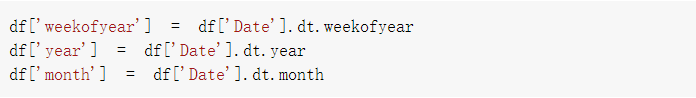 df['weekofyear'] = df['Date'].dt.weekofyear
df['year'] = df['Date'].dt.year
df['month'] = df['Date'].dt.month